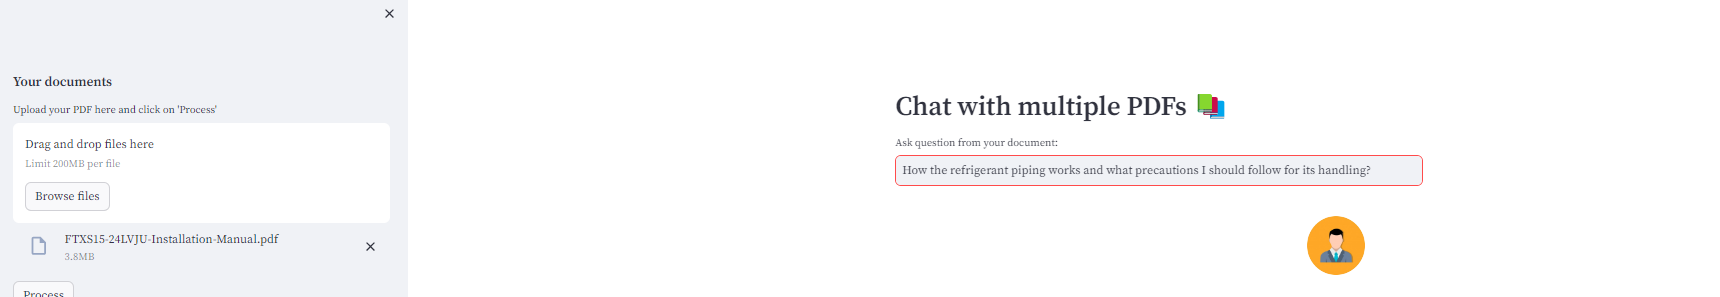 Your documents
Upload your PDF here and click on 'Process'
Drag and drop files here
Limit 200MB per file
Browse files
FTXS15-24LVJU-Installation-Manual.pdf
3.8MB
Process
Chat with multiple PDFs
Ask question from your document:
How the refrigerant piping works and what precautions I should follow for its handling?